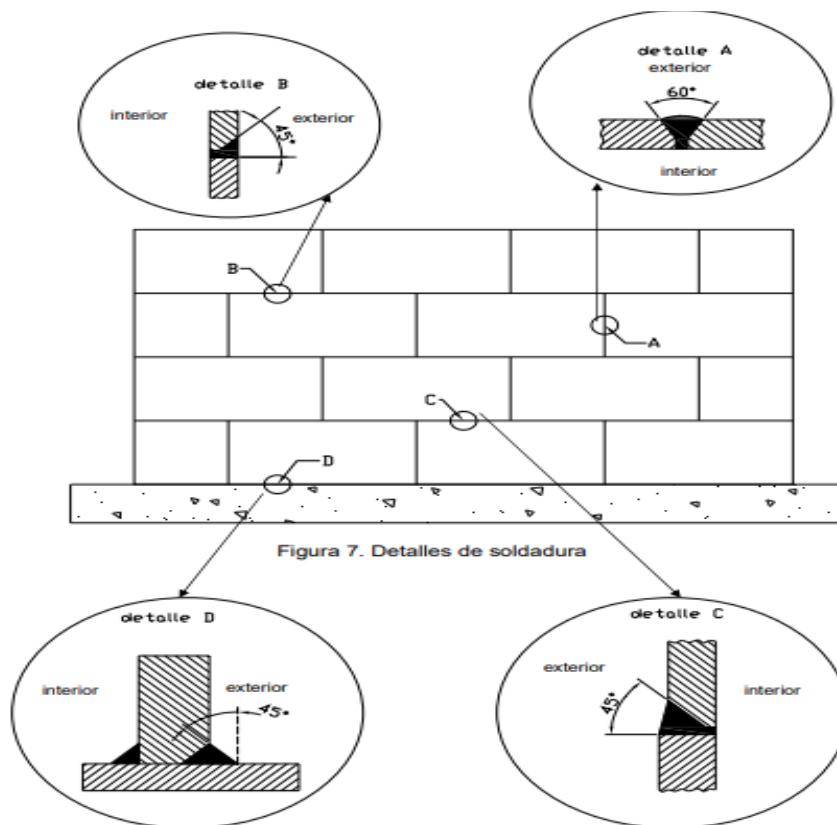 detalle B
interior
exterior
45°
detalle A
exterior
60°
interior
B
A
C
D
Figura 7. Detalles de soldadura
detalle D
interior
exterior
45°
detalle C
exterior
interior
45°